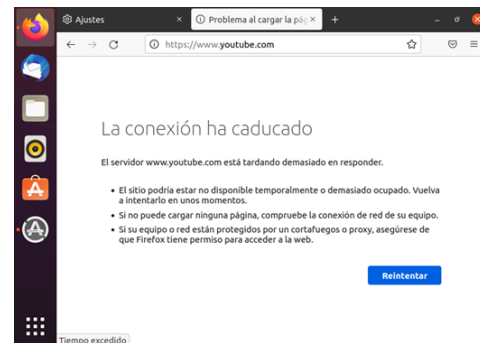 Ajustes
Problema al cargar la pág
https://www.youtube.com
La conexión ha caducado
El servidor www.youtube.com está tardando demasiado en responder.
El sitio podría estar no disponible temporalmente o demasiado ocupado. Vuelva
a intentarlo en unos momentos.
Si no puede cargar ninguna página, compruebe la conexión de red de su equipo.
Si su equipo o red están protegidos por un cortafuegos o proxy, asegúrese de
que Firefox tiene permiso para acceder a la web.
Reintentar
Tiempo excedido